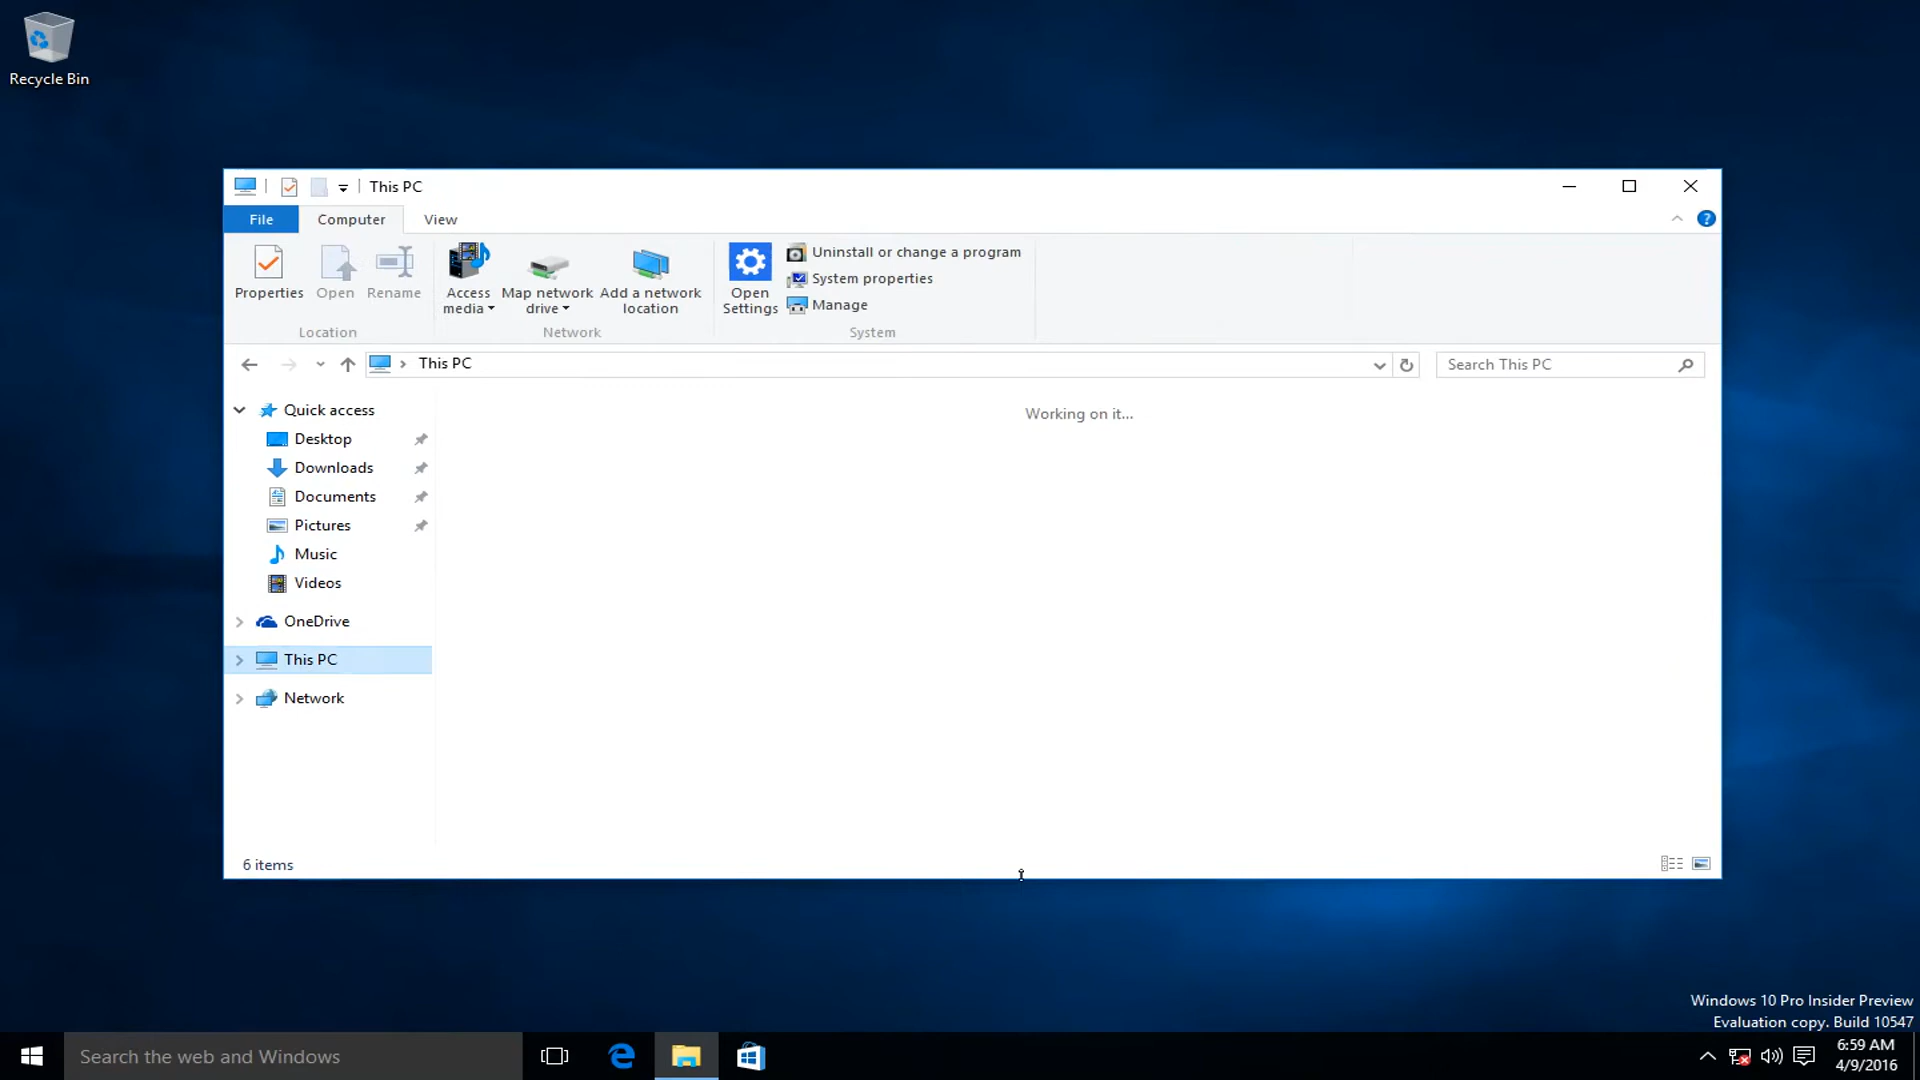 Recycle Bin
This PC
File
Computer
View
Properties
Open
Rename
Access media
Map network drive
Add a network location
Open Settings
Uninstall or change a program
System properties
Manage
Location
Network
System
This PC
Search This PC
Quick access
Working on it...
Desktop
Downloads
Documents
Pictures
Music
Videos
OneDrive
This PC
Network
6 items
Windows 10 Pro Insider Preview
Evaluation copy. Build 10547
Search the web and Windows
6:59 AM
4/9/2016